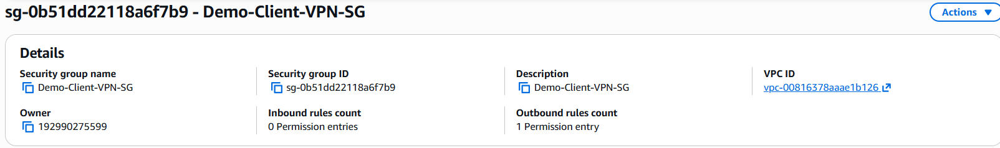 sg-0b51dd22118a6f7b9 - Demo-Client-VPN-SG
Actions
Details
Security group name
Demo-Client-VPN-SG
Security group ID
sg-0b51dd22118a6f7b9
Description
Demo-Client-VPN-SG
VPC ID
vpc-00816378aaae1b126
Owner
192990275599
Inbound rules count
0 Permission entries
Outbound rules count
1 Permission entry